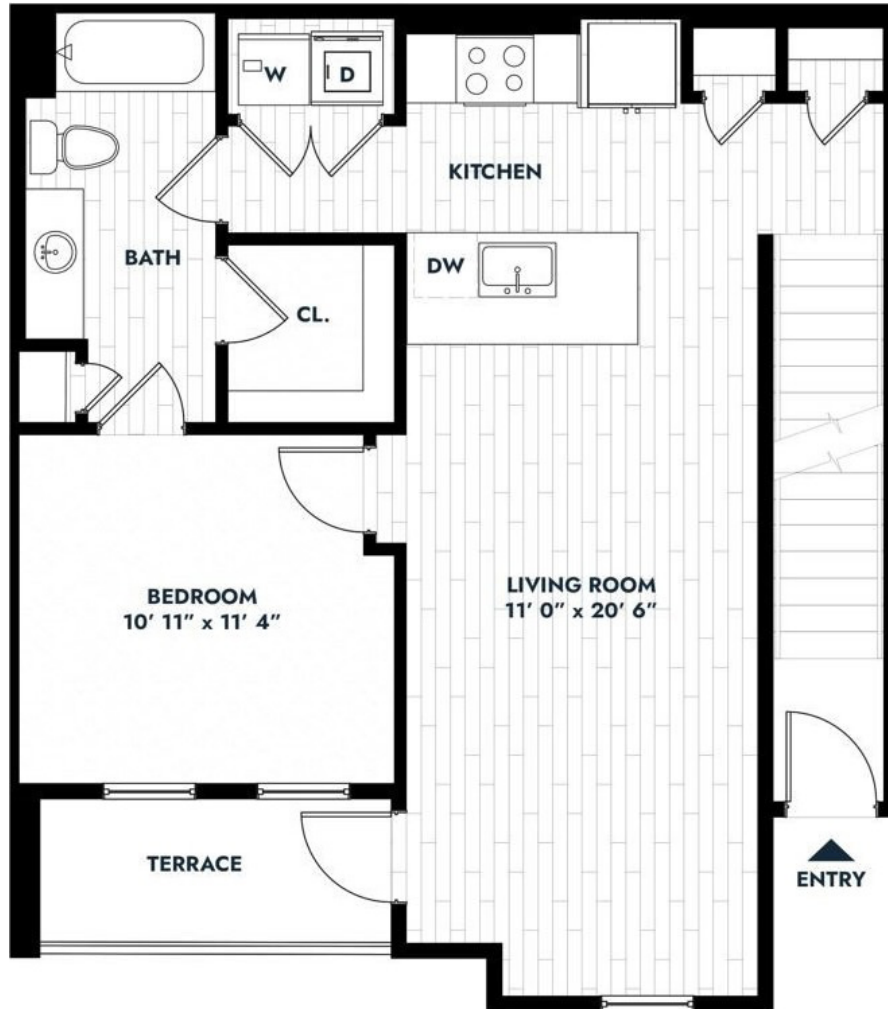 W
D
KITCHEN
BATH
DW
CL.
BEDROOM
10’ 11” x 11’ 4”
LIVING ROOM
11’ 0” x 20’ 6”
TERRACE
ENTRY